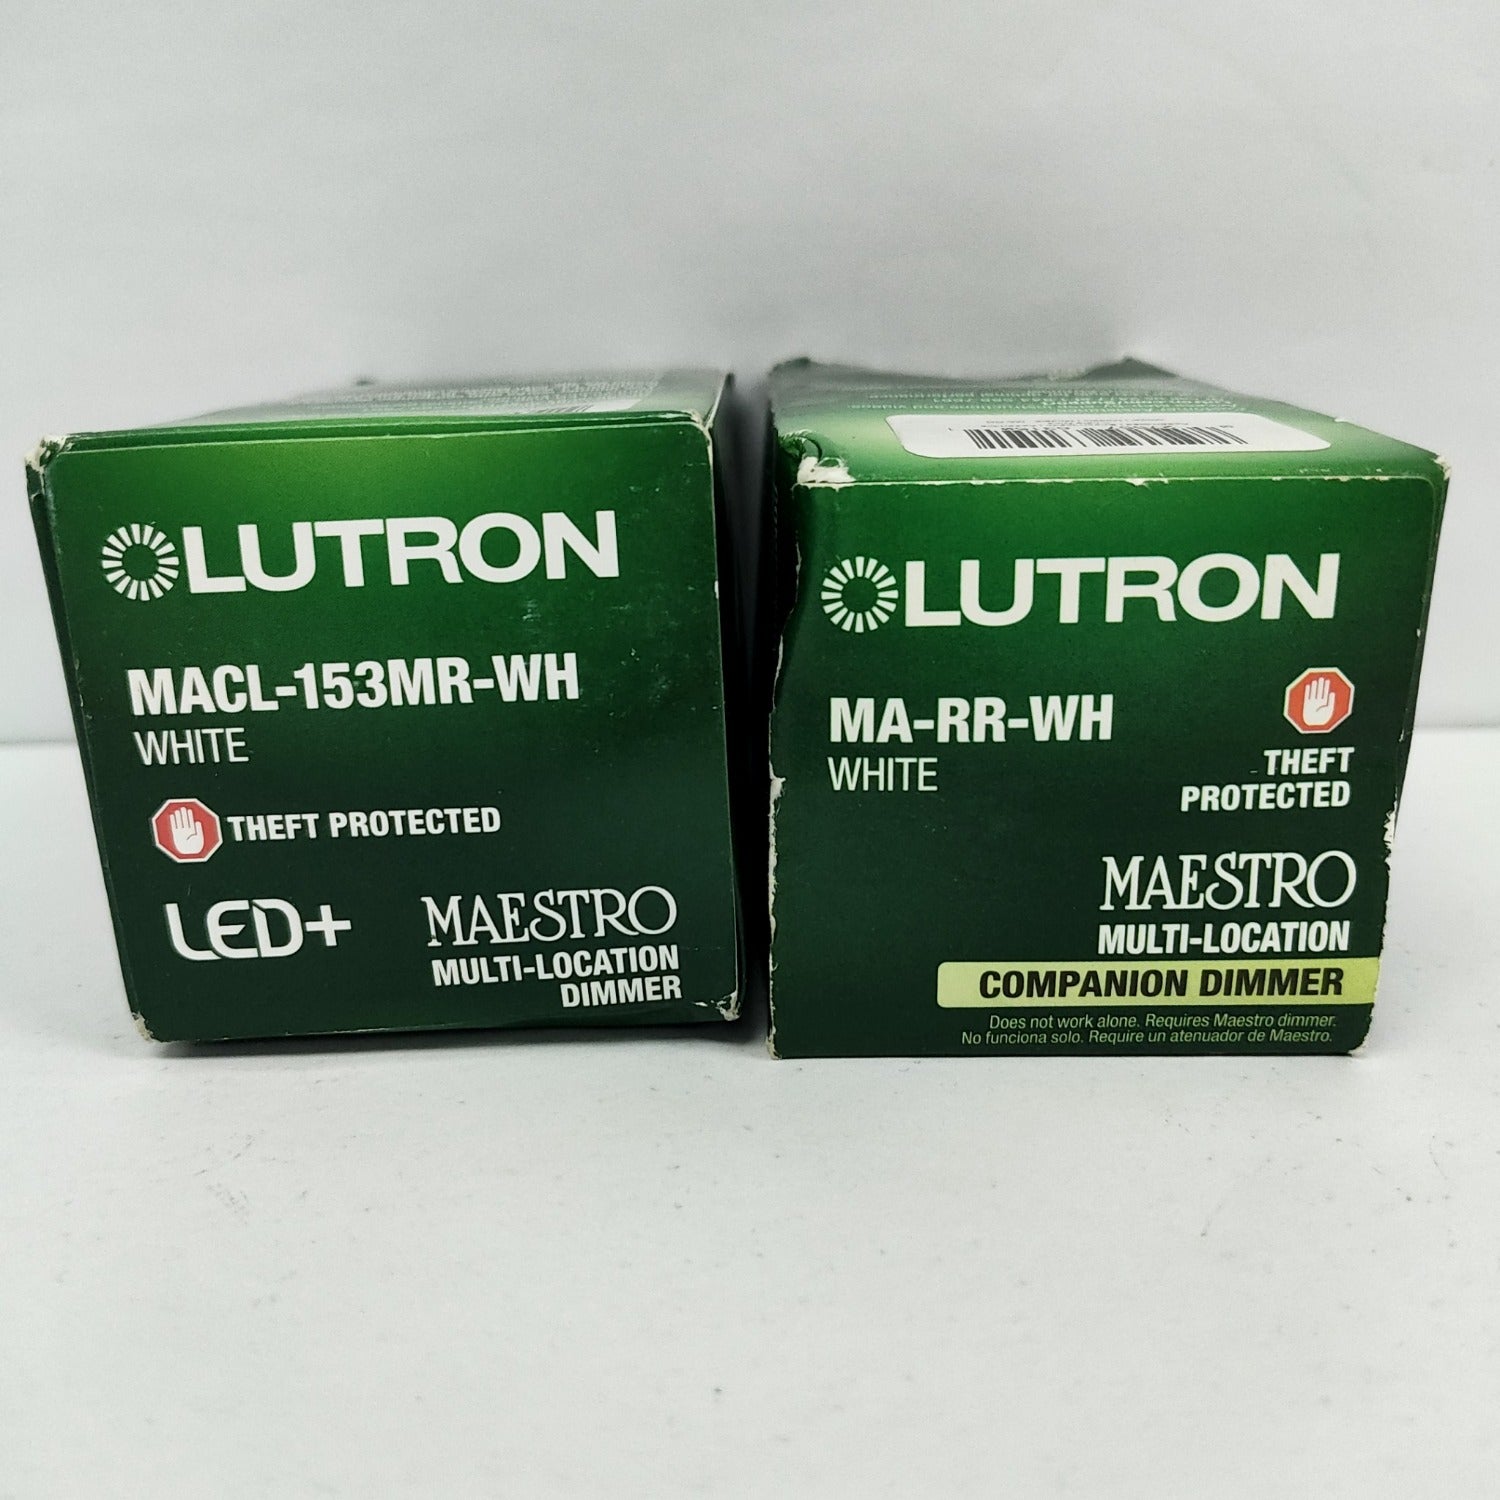 LUTRON
MACL-153MR-WH
WHITE
THEFT PROTECTED
LED+
MAESTRO
MULTI-LOCATION
DIMMER
LUTRON
MA-RR-WH
WHITE
THEFT
PROTECTED
MAESTRO
MULTI-LOCATION
COMPANION DIMMER
Does not work alone. Requires Maestro dimmer.
No funciona solo. Require un atenuador de Maestro.